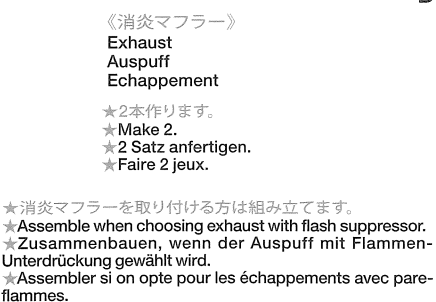 《消炎マフラー》
Exhaust
Auspuff
Echappement
★2本作ります。
★Make 2.
★2 Satz anfertigen.
★Faire 2 jeux.
★消炎マフラーを取り付ける方は組み立てます。
★Assemble when choosing exhaust with flash suppressor.
★Zusammenbauen, wenn der Auspuff mit Flammen-
Unterdrückung gewählt wird.
★Assembler si on opte pour les échappements avec pare-
flammes.